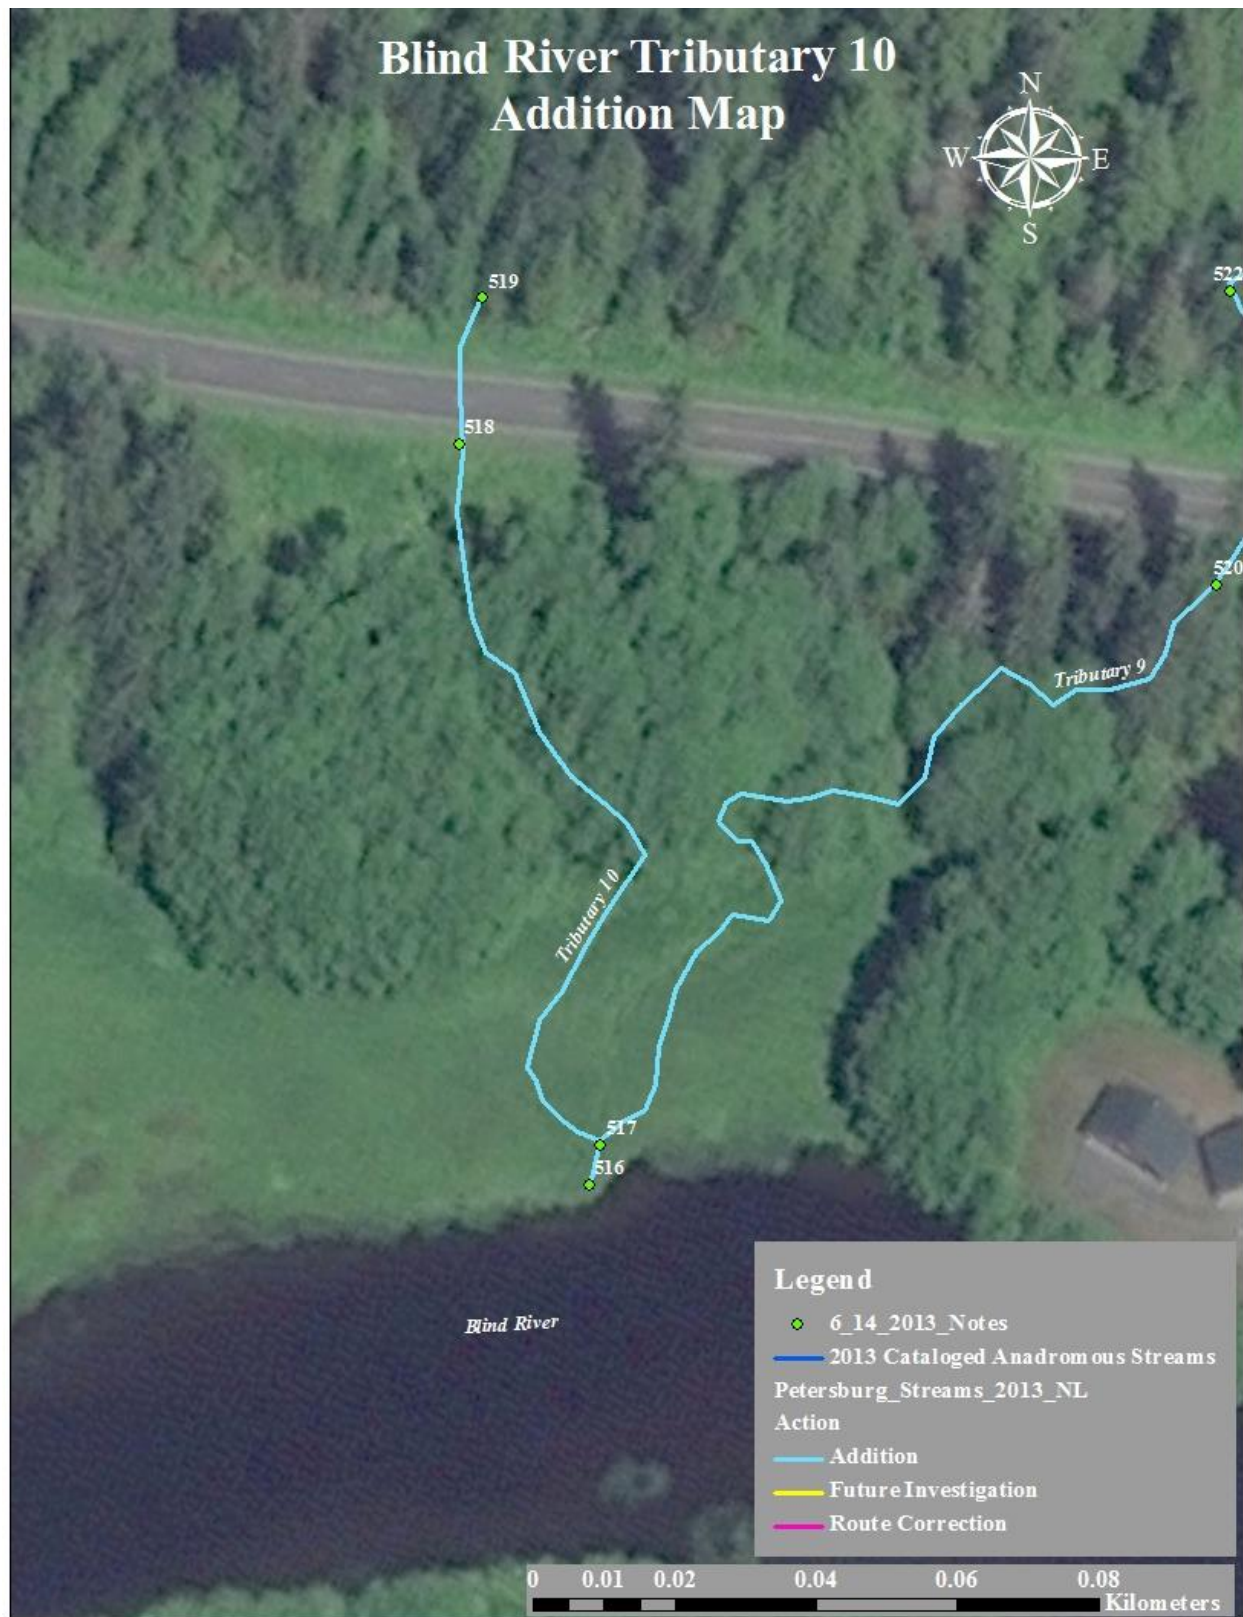 Blind River Tributary 10
Addition Map
N
W E
S
519
522
518
520
Tributary 9
Tributary 10
517
516
Blind River
Legend
6_14_2013_Notes
2013 Cataloged Anadromous Streams
Petersburg_Streams_2013_NL
Action
Addition
Future Investigation
Route Correction
0 0.01 0.02 0.04 0.06 0.08
Kilometers